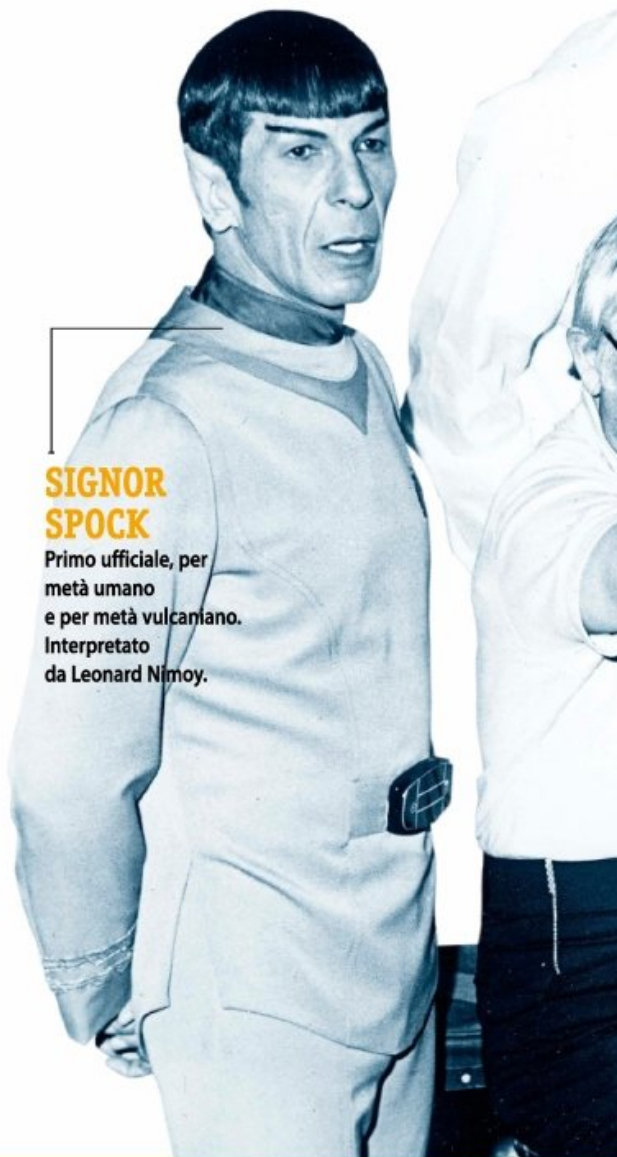 SIGNOR
SPOCK
Primo ufficiale, per
metà umano
e per metà vulcaniano.
Interpretato
da Leonard Nimoy.